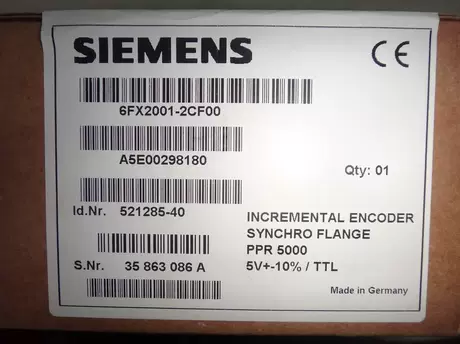 SIEMENS
CE
6FX2001-2CF00
A5E00298180
Qty: 01
Id.Nr. 521285-40
INCREMENTAL ENCODER
SYNCHRO FLANGE
PPR 5000
S.Nr. 35 863 086 A
5V+-10% / TTL
Made in Germany